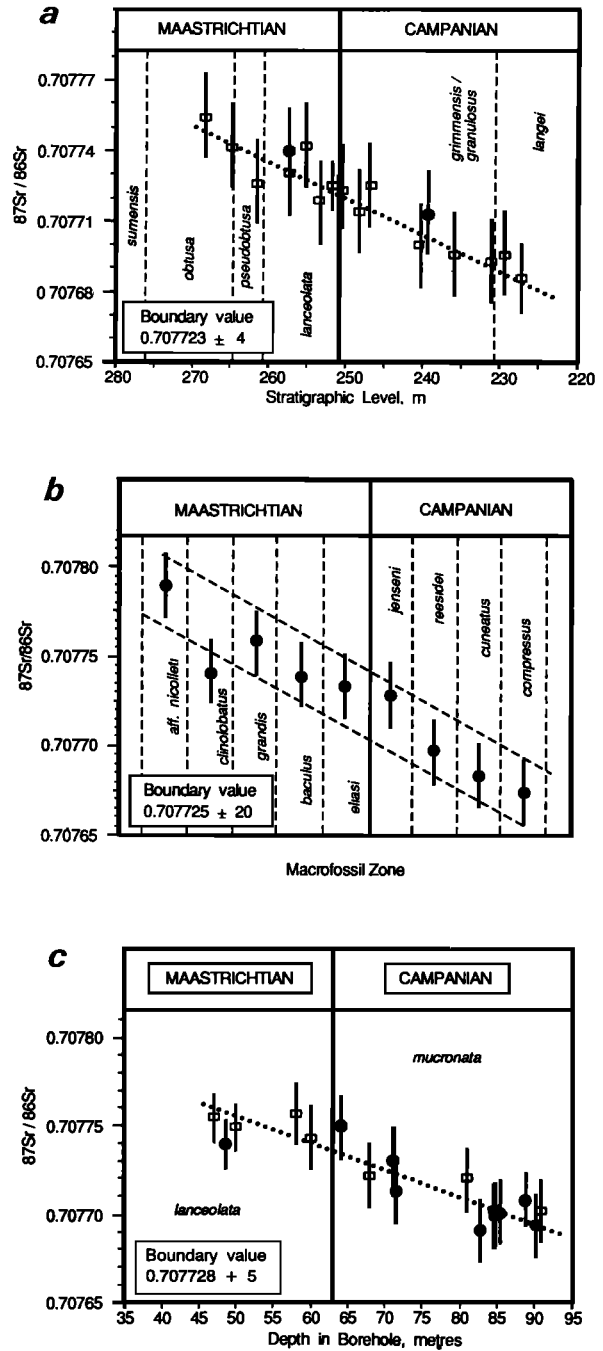 a
MAASTRICHTIAN CAMPANIAN
87Sr / 86Sr
0.70777
0.70774
0.70771
0 70768
0.70765
sumensis
obtusa
pseudobtusa
lanceolata
grimmensis / granulosus
langei
Boundary value
0.707723 ± 4
280 270 260 250 240 230 220
Stratigraphic Level, m
b
MAASTRICHTIAN CAMPANIAN
87Sr/86Sr
0.70780
0.70775
0.70770
0.70765
aff. nicolleti
clinolobatus
grandis
baculus
eliasi
jenseni
reesidei
cuneatus
compressus
Boundary value
0.707725 ± 20
Macrofossil Zone
c
MAASTRICHTIAN CAMPANIAN
87Sr / 86Sr
0.70780
0.70775
0.70770
0.70765
mucronata
lanceolata
Boundary value
0.707728 + 5
35 45 50 55 60 65 70 75 80 85 90 95
Depth in Borehole, metres